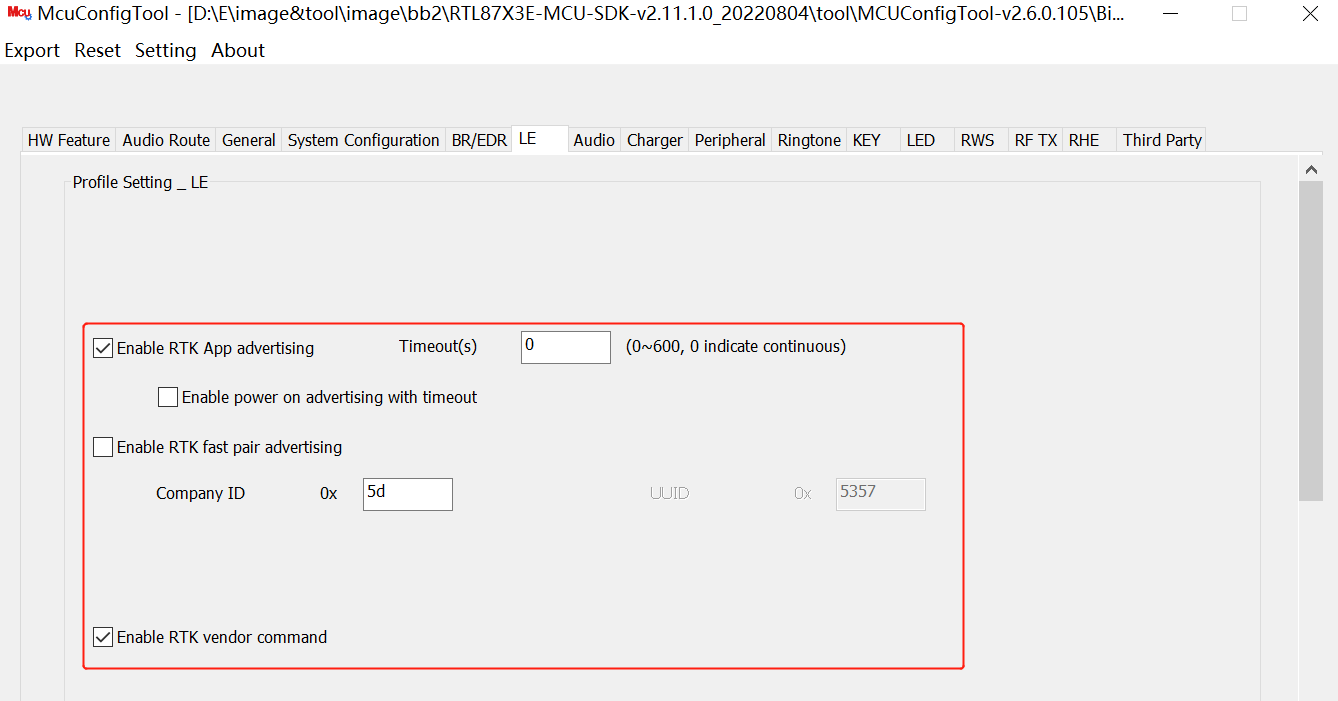 Mcu McuConfigTool - [D:\E\image&tool\image\bb2\RTL87X3E-MCU-SDK-v2.11.1.0_20220804\tool\MCUConfigTool-v2.6.0.105\Bi...
Export Reset Setting About
HW Feature Audio Route General System Configuration BR/EDR LE Audio Charger Peripheral Ringtone KEY LED RWS RF TX RHE Third Party
Profile Setting _ LE
Enable RTK App advertising Timeout(s) 0 (0~600, 0 indicate continuous)
Enable power on advertising with timeout
Enable RTK fast pair advertising
Company ID 0x 5d UUID 0x 5357
Enable RTK vendor command